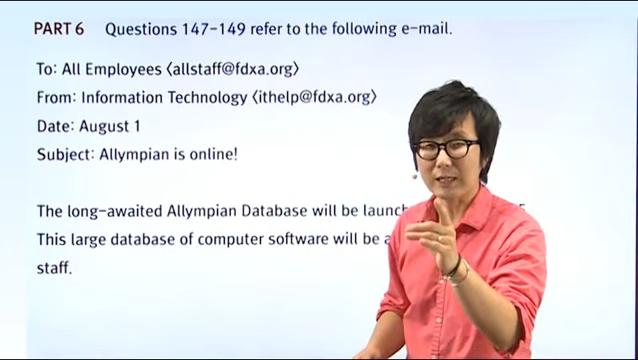 PART 6 Questions 147-149 refer to the following e-mail.
To: All Employees <allstaff@fdxa.org>
From: Information Technology <ithelp@fdxa.org>
Date: August 1
Subject: Allympian is online!
The long-awaited Allympian Database will be
This large database of computer software will be
staff.